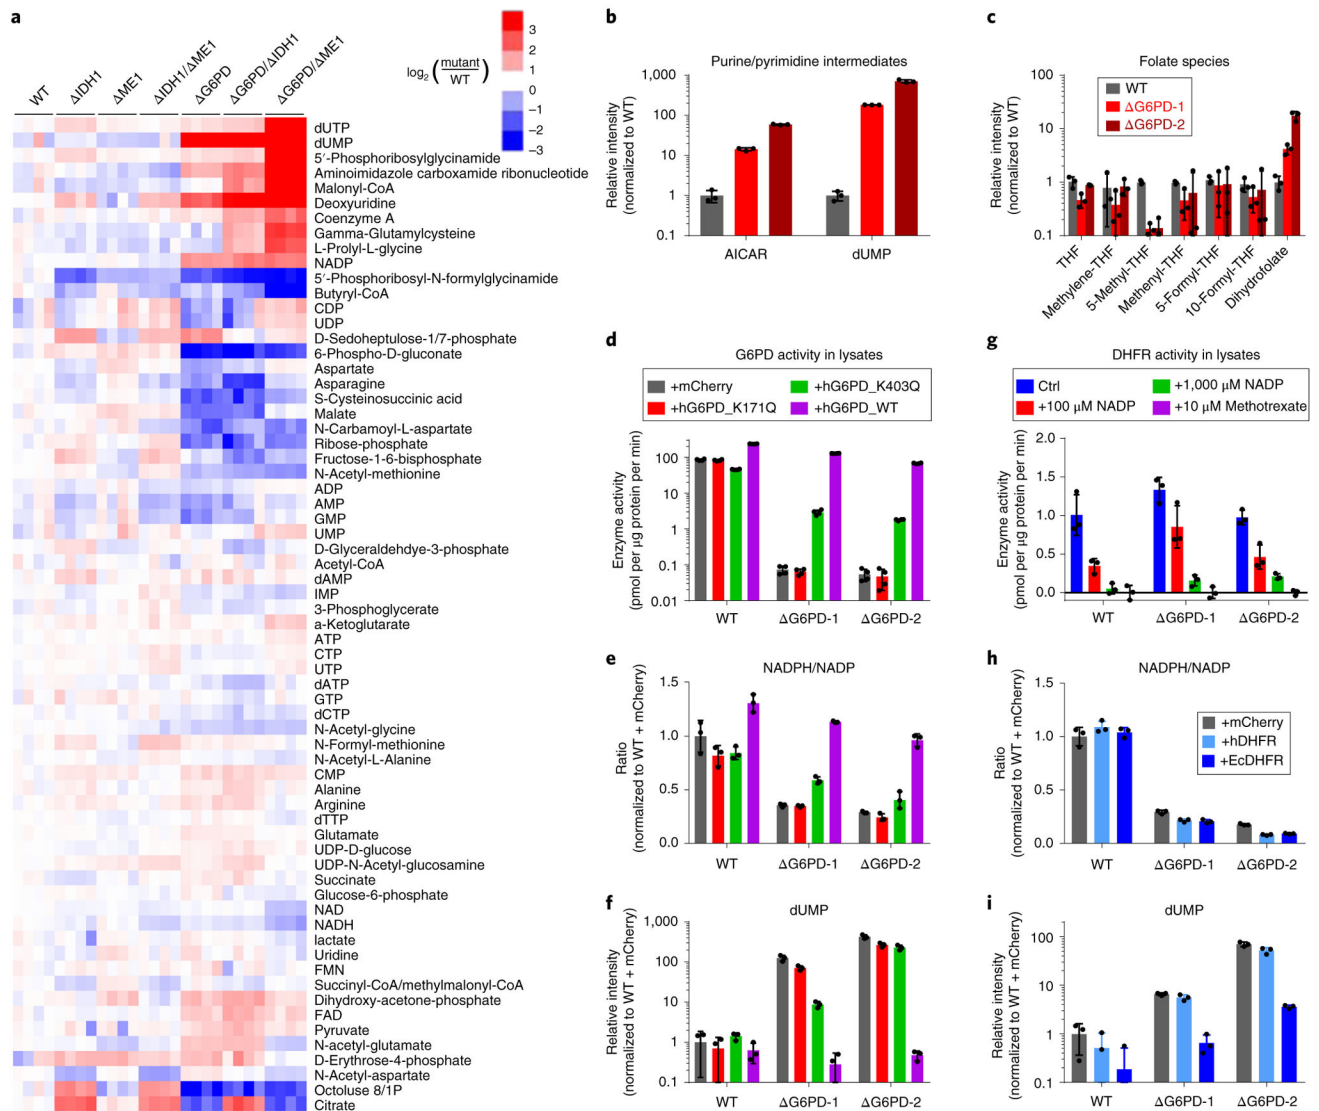 a
log2 (mutant/WT)
3
2
1
0
−1
−2
−3
WT
ΔIDH1
ΔME1
ΔIDH1/ΔME1
ΔG6PD
ΔG6PD/ΔIDH1
ΔG6PD/ΔME1
dUTP
dUMP
5′-Phosphoribosylglycinamide
Aminoimidazole carboxamide ribonucleotide
Malonyl-CoA
Deoxyuridine
Coenzyme A
Gamma-Glutamylcysteine
L-Prolyl-L-glycine
NADP
5′-Phosphoribosyl-N-formylglycinamide
Butyryl-CoA
CDP
UDP
D-Sedoheptulose-1/7-phosphate
6-Phospho-D-gluconate
Aspartate
Asparagine
S-Cysteinosuccinic acid
Malate
N-Carbamoyl-L-aspartate
Ribose-phosphate
Fructose-1-6-bisphosphate
N-Acetyl-methionine
ADP
AMP
GMP
UMP
D-Glyceraldehdye-3-phosphate
Acetyl-CoA
dAMP
IMP
3-Phosphoglycerate
a-Ketoglutarate
ATP
CTP
UTP
dATP
GTP
dCTP
N-Acetyl-glycine
N-Formyl-methionine
N-Acetyl-L-Alanine
CMP
Alanine
Arginine
dTTP
Glutamate
UDP-D-glucose
UDP-N-Acetyl-glucosamine
Succinate
Glucose-6-phosphate
NAD
NADH
lactate
Uridine
FMN
Succinyl-CoA/methylmalonyl-CoA
Dihydroxy-acetone-phosphate
FAD
Pyruvate
N-acetyl-glutamate
D-Erythrose-4-phosphate
N-Acetyl-aspartate
Octoluse 8/1P
Citrate
b
Purine/pyrimidine intermediates
Relative intensity
(normalized to WT)
1,000
100
10
1
0.1
AICAR
dUMP
c
Folate species
Relative intensity
(normalized to WT)
100
10
1
0.1
WT
ΔG6PD-1
ΔG6PD-2
THF
Methylene-THF
5-Methyl-THF
Methenyl-THF
5-Formyl-THF
10-Formyl-THF
Dihydrofolate
d
G6PD activity in lysates
+mCherry
+hG6PD_K403Q
+hG6PD_K171Q
+hG6PD_WT
Enzyme activity
(pmol per µg protein per min)
100
10
1
0.1
0.01
WT
ΔG6PD-1
ΔG6PD-2
g
DHFR activity in lysates
Ctrl
+1,000 µM NADP
+100 µM NADP
+10 µM Methotrexate
Enzyme activity
(pmol per µg protein per min)
2.0
1.5
1.0
0.5
0.0
WT
ΔG6PD-1
ΔG6PD-2
e
NADPH/NADP
Ratio
(normalized to WT + mCherry)
1.5
1.0
0.5
0.0
WT
ΔG6PD-1
ΔG6PD-2
h
NADPH/NADP
Ratio
(normalized to WT + mCherry)
1.5
1.0
0.5
0.0
+mCherry
+hDHFR
+EcDHFR
WT
ΔG6PD-1
ΔG6PD-2
f
dUMP
Relative intensity
(normalized to WT + mCherry)
1,000
100
10
1
0.1
WT
ΔG6PD-1
ΔG6PD-2
i
dUMP
Relative intensity
(normalized to WT + mCherry)
100
10
1
0.1
WT
ΔG6PD-1
ΔG6PD-2